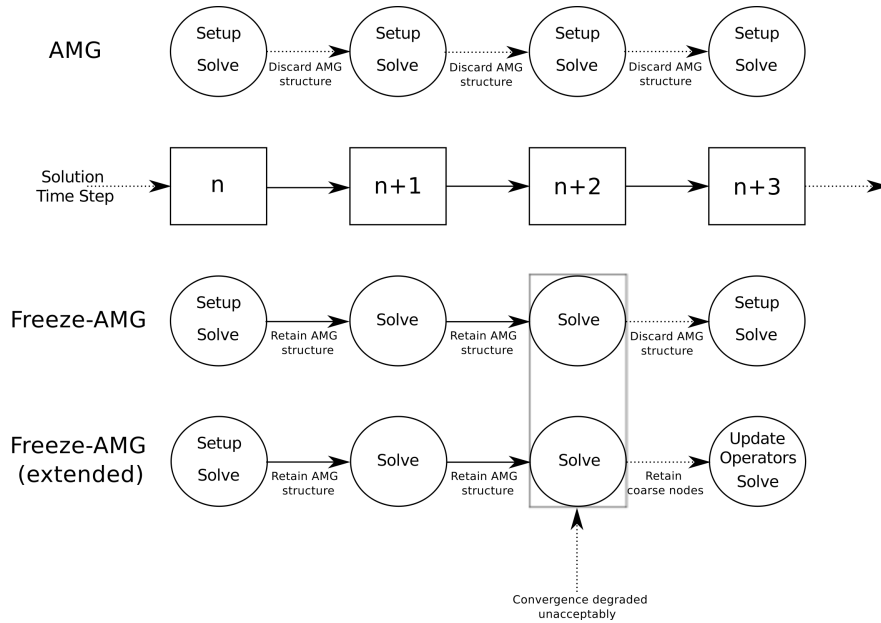 AMG
Setup
Solve
Discard AMG
structure
Setup
Solve
Discard AMG
structure
Setup
Solve
Discard AMG
structure
Setup
Solve
Solution
Time Step
n
n+1
n+2
n+3
Freeze-AMG
Setup
Solve
Retain AMG
structure
Solve
Retain AMG
structure
Solve
Discard AMG
structure
Setup
Solve
Freeze-AMG
(extended)
Setup
Solve
Retain AMG
structure
Solve
Retain AMG
structure
Solve
Retain
coarse nodes
Update
Operators
Solve
Convergence degraded
unacceptably